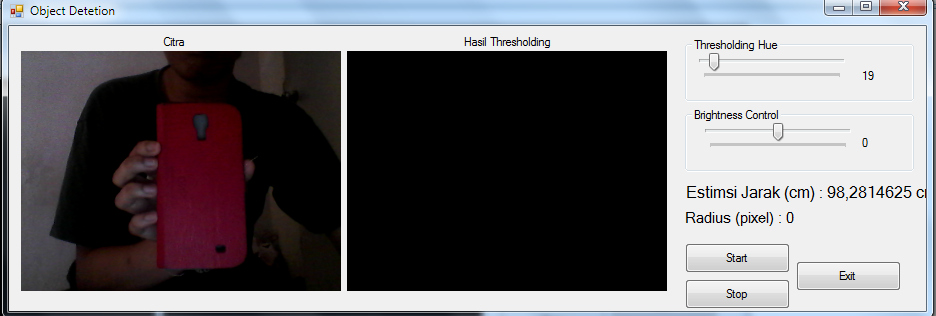 Object Detetion
Citra
Hasil Thresholding
Thresholding Hue
19
Brightness Control
0
Estimsi Jarak (cm) : 98,2814625 c
Radius (pixel) : 0
Start
Stop
Exit